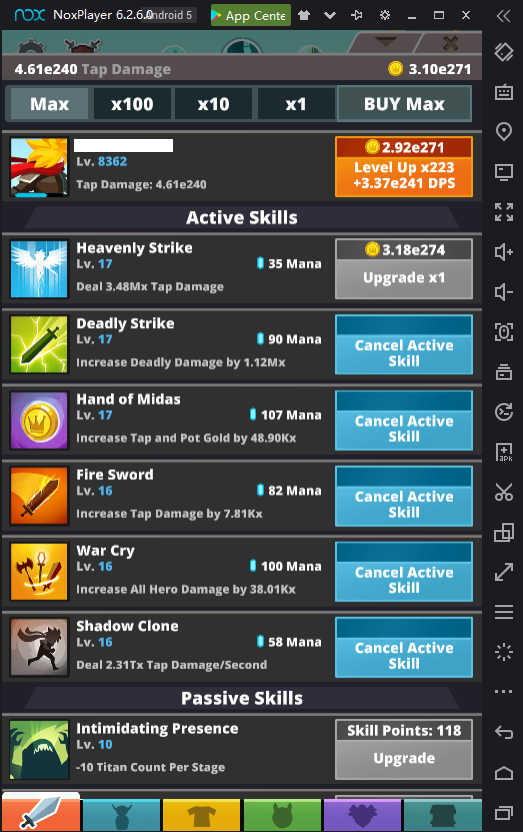 nox NoxPlayer 6.2.6.0 Android 5 App Cente
4.61e240 Tap Damage 3.10e271
Max x100 x10 x1 BUY Max
2.92e271
Lv. 8362
Level Up x223
Tap Damage: 4.61e240
+3.37e241 DPS
Active Skills
Heavenly Strike
3.18e274
Lv. 17 35 Mana
Upgrade x1
Deal 3.48Mx Tap Damage
Deadly Strike
Lv. 17 90 Mana
Cancel Active
Skill
Increase Deadly Damage by 1.12Mx
Hand of Midas
Lv. 17 107 Mana
Cancel Active
Skill
Increase Tap and Pot Gold by 48.90Kx
Fire Sword
Lv. 16 82 Mana
Cancel Active
Skill
Increase Tap Damage by 7.81Kx
War Cry
Lv. 16 100 Mana
Cancel Active
Skill
Increase All Hero Damage by 38.01Kx
Shadow Clone
Lv. 16 58 Mana
Cancel Active
Skill
Deal 2.31Tx Tap Damage/Second
Passive Skills
Intimidating Presence
Skill Points: 118
Lv. 10
Upgrade
-10 Titan Count Per Stage